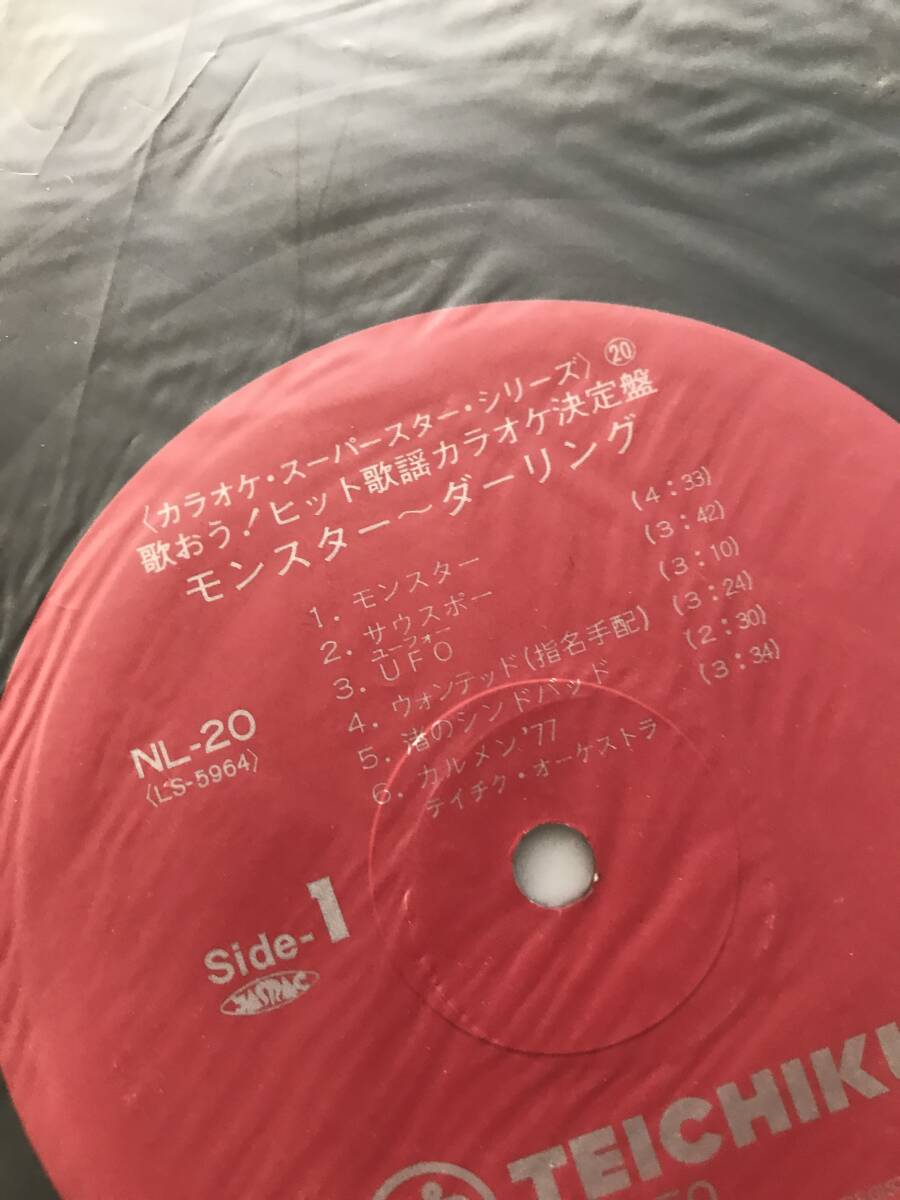 〈カラオケ・スーパースター・シリーズ〉⑳
歌おう!ヒット歌謡カラオケ決定盤
モンスター〜ダーリング
1. モンスター (4:33)
2. サウスポー (3:42)
ユーフォー
3. UFO (3:10)
4. ウォンテッド(指名手配) (3:24)
5. 渚のシンドバッド (2:30)
6. カルメン'77 (3:34)
テイチク・オーケストラ
NL-20
〈LS-5964〉
Side-1
JASRAC
TEICHIKU